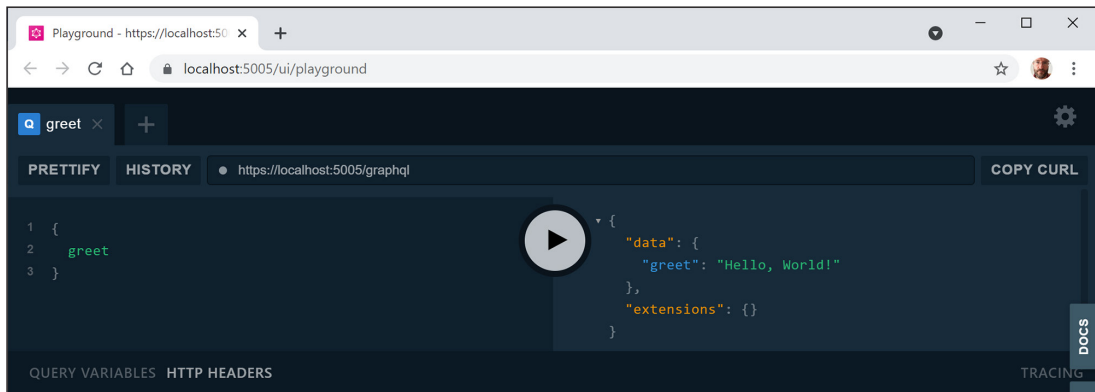 Playground - https://localhost:50
localhost:5005/ui/playground
Q greet
PRETTIFY HISTORY https://localhost:5005/graphql COPY CURL
1 {
2 greet
3 }
{
"data": {
"greet": "Hello, World!"
},
"extensions": {}
}
DOCS
QUERY VARIABLES HTTP HEADERS TRACING